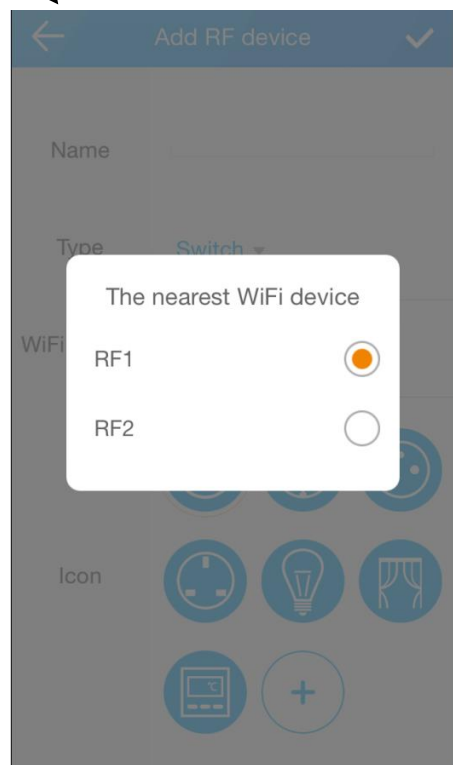 Add RF device
Name
Type Switch
The nearest WiFi device
WiFi
RF1
RF2
Icon
℃